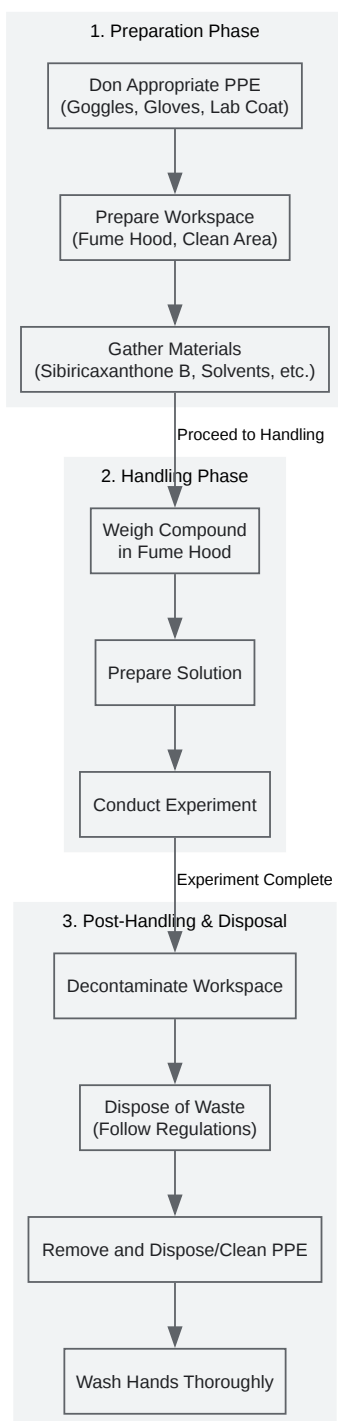 1. Preparation Phase
Don Appropriate PPE
(Goggles, Gloves, Lab Coat)
Prepare Workspace
(Fume Hood, Clean Area)
Gather Materials
(Sibiricaxanthone B, Solvents, etc.)
Proceed to Handling
2. Handling Phase
Weigh Compound
in Fume Hood
Prepare Solution
Conduct Experiment
Experiment Complete
3. Post-Handling & Disposal
Decontaminate Workspace
Dispose of Waste
(Follow Regulations)
Remove and Dispose/Clean PPE
Wash Hands Thoroughly